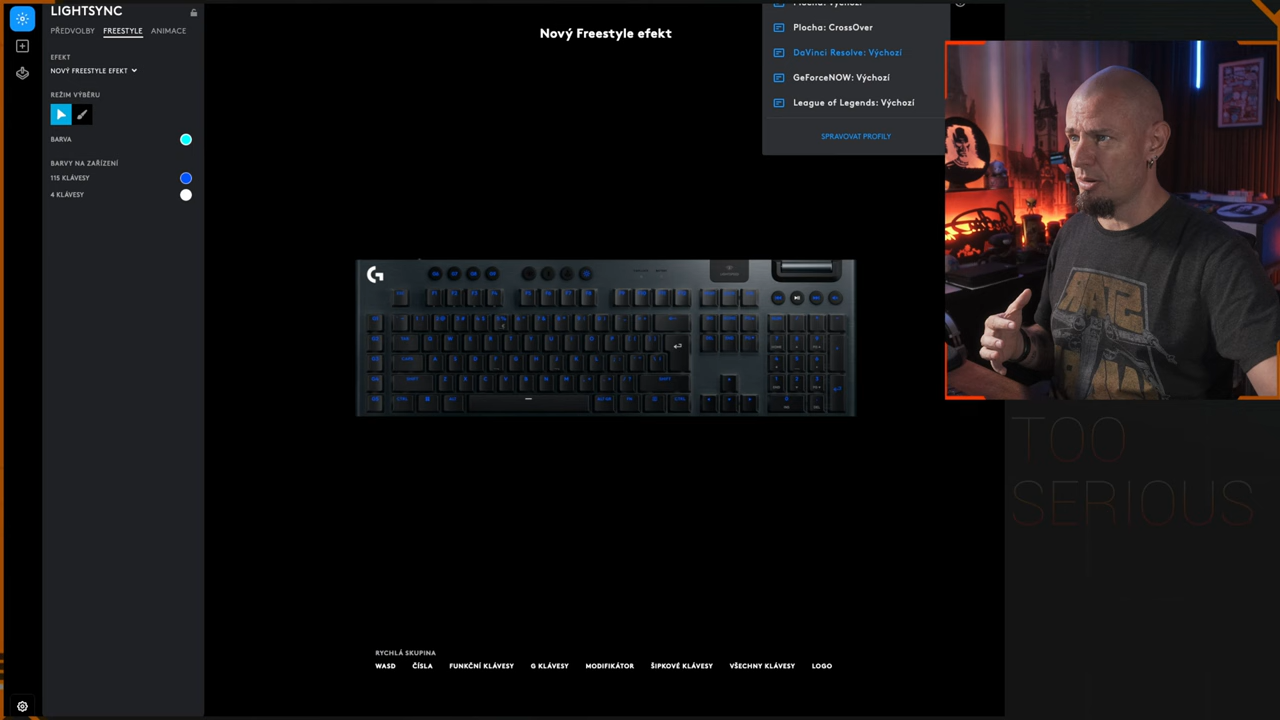 LIGHTSYNC
PŘEDVOLBY FREESTYLE ANIMACE
EFEKT
NOVÝ FREESTYLE EFEKT
REŽIM VÝBĚRU
BARVA
BARVY NA ZAŘÍZENÍ
115 KLÁVESY
4 KLÁVESY
Nový Freestyle efekt
Plocha: Výchozí
Plocha: CrossOver
DaVinci Resolve: Výchozí
GeForceNOW: Výchozí
League of Legends: Výchozí
SPRAVOVAT PROFILY
RYCHLÁ SKUPINA
WASD ČÍSLA FUNKČNÍ KLÁVESY G KLÁVESY MODIFIKÁTOR ŠIPKOVÉ KLÁVESY VŠECHNY KLÁVESY LOGO
TOO
SERIOUS